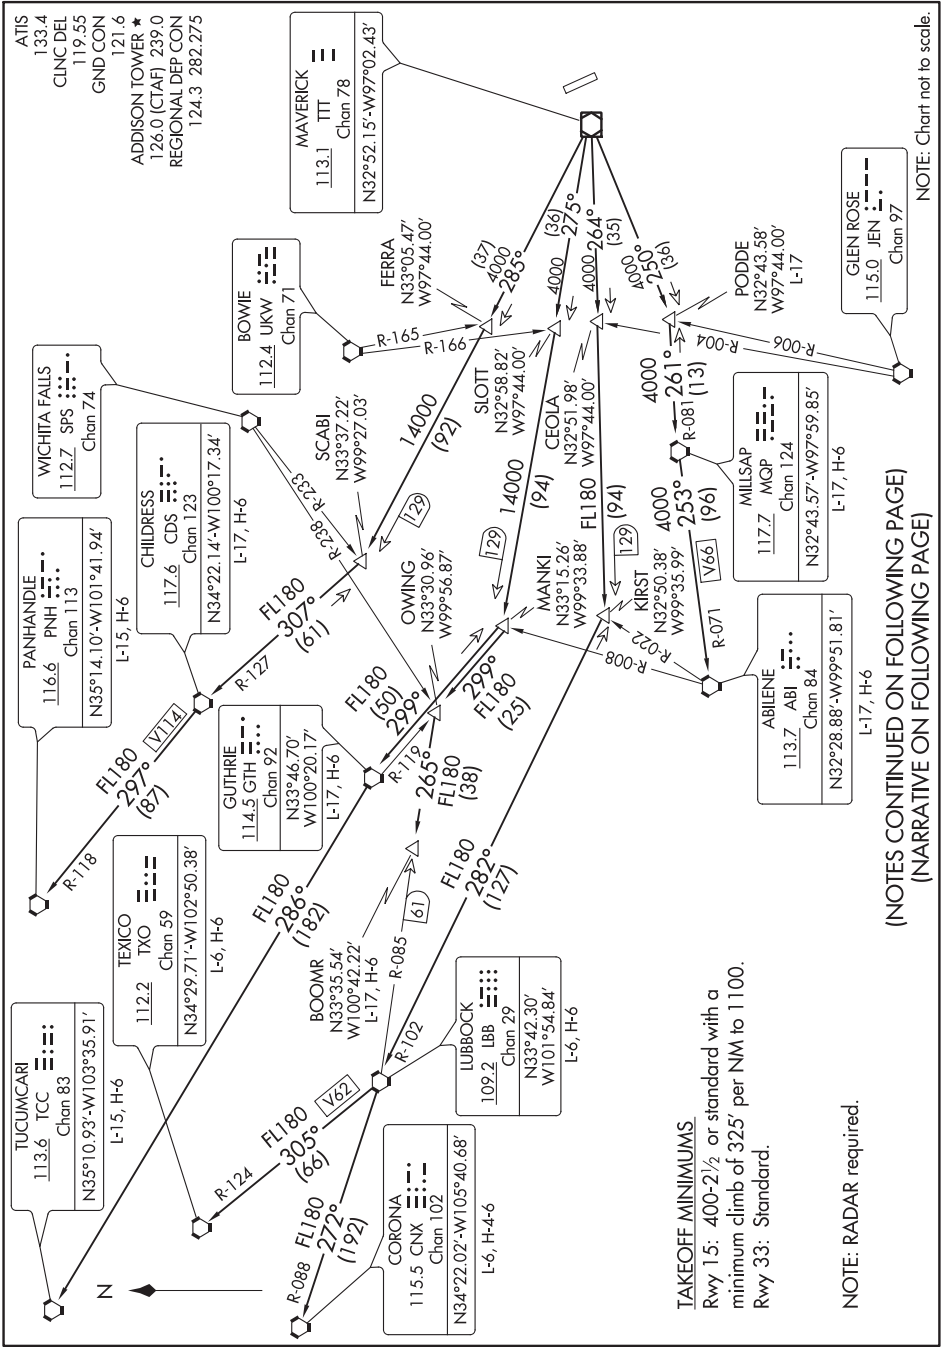 ATIS
133.4
CLNC DEL
119.55
GND CON
121.6
ADDISON TOWER ★
126.0 (CTAF) 239.0
REGIONAL DEP CON
124.3 282.275
MAVERICK
113.1 TTT
Chan 78
N32°52.15'-W97°02.43'
BOWIE
112.4 UKW
Chan 71
WICHITA FALLS
112.7 SPS
Chan 74
CHILDRESS
117.6 CDS
Chan 123
N34°22.14'-W100°17.34'
L-17, H-6
PANHANDLE
116.6 PNH
Chan 113
N35°14.10'-W101°41.94'
L-15, H-6
TEXICO
112.2 TXO
Chan 59
N34°29.71'-W102°50.38'
L-6, H-6
TUCUMCARI
113.6 TCC
Chan 83
N35°10.93'-W103°35.91'
L-15, H-6
GUTHRIE
114.5 GTH
Chan 92
N33°46.70'
W100°20.17'
L-17, H-6
LUBBOCK
109.2 LBB
Chan 29
N33°42.30'
W101°54.84'
L-6, H-6
CORONA
115.5 CNX
Chan 102
N34°22.02'-W105°40.68'
L-6, H-4-6
ABILENE
113.7 ABI
Chan 84
N32°28.88'-W99°51.81'
L-17, H-6
MILLSAP
117.7 MQP
Chan 124
N32°43.57'-W97°59.85'
L-17, H-6
GLEN ROSE
115.0 JEN
Chan 97
FERRA
N33°05.47'
W97°44.00'
SLOTT
N32°58.82'
W97°44.00'
CEOLA
N32°51.98'
W97°44.00'
PODDE
N32°43.58'
W97°44.00'
L-17
SCABI
N33°37.22'
W99°27.03'
OWING
N33°30.96'
W99°56.87'
MANKI
N33°15.26'
W99°33.88'
KIRST
N32°50.38'
W99°35.99'
BOOMR
N33°35.54'
W100°42.22'
L-17, H-6
(37)
4000
285°
(36)
4000
275°
4000
264°
(35)
4000
250°
(36)
R-165
R-166
R-004
R-006
14000
(92)
129
14000
(94)
129
FL180
(94)
129
4000
261°
(13)
R-081
4000
253°
(96)
V66
R-071
R-022
R-008
R-233
R-238
FL180
307°
(61)
R-127
V114
FL180
297°
(87)
R-118
FL180
(50)
299°
299°
FL180
(25)
R-119
265°
FL180
(38)
61
R-085
FL180
282°
(127)
R-102
FL180
286°
(182)
V62
FL180
305°
(66)
R-124
FL180
272°
(192)
R-088
N
TAKEOFF MINIMUMS
Rwy 15: 400-2½ or standard with a
minimum climb of 325' per NM to 1100.
Rwy 33: Standard.
NOTE: RADAR required.
(NOTES CONTINUED ON FOLLOWING PAGE)
(NARRATIVE ON FOLLOWING PAGE)
NOTE: Chart not to scale.